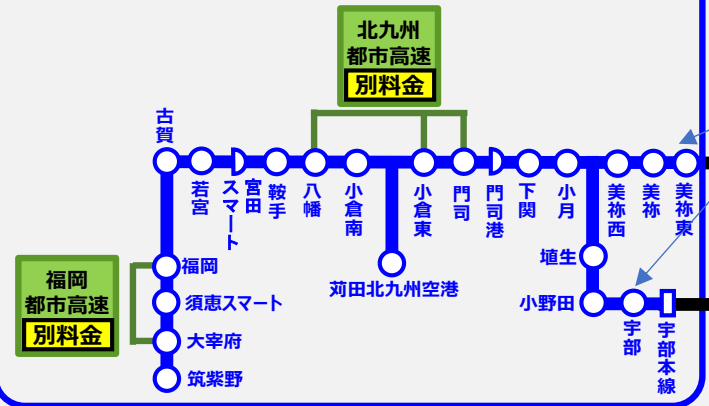 北九州
都市高速
別料金
古賀
若宮
宮田
スマート
鞍手
八幡
小倉南
小倉東
門司
門司港
下関
小月
美祢西
美祢
美祢東
福岡
都市高速
別料金
福岡
須恵スマート
大宰府
筑紫野
苅田北九州空港
埴生
小野田
宇部
宇部本線